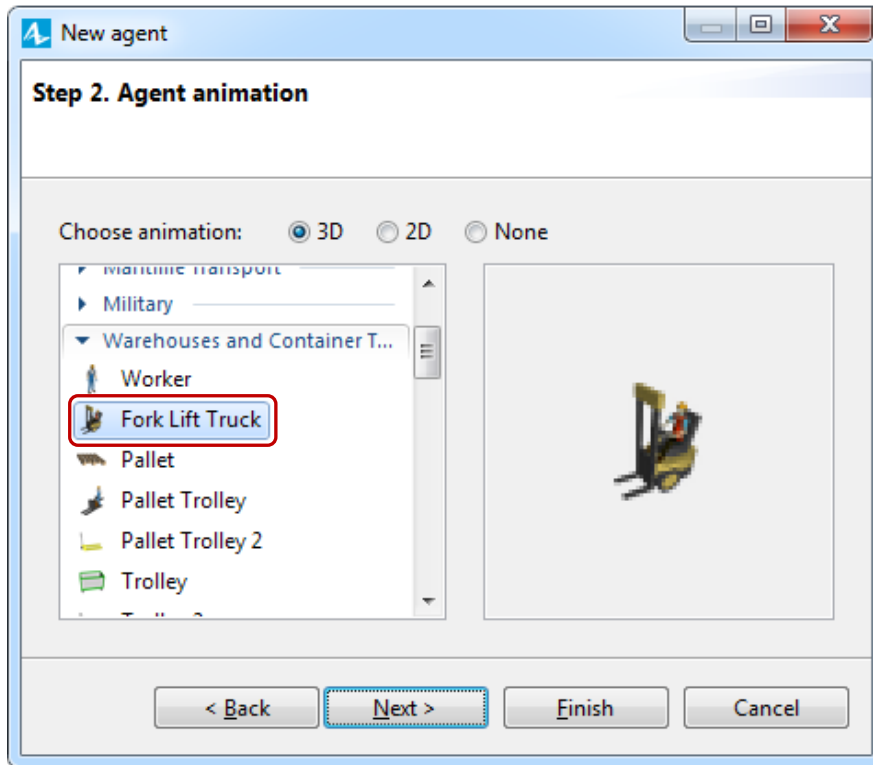 New agent
Step 2. Agent animation
Choose animation: 3D 2D None
Military
Warehouses and Container T...
Worker
Fork Lift Truck
Pallet
Pallet Trolley
Pallet Trolley 2
Trolley
< Back Next > Finish Cancel